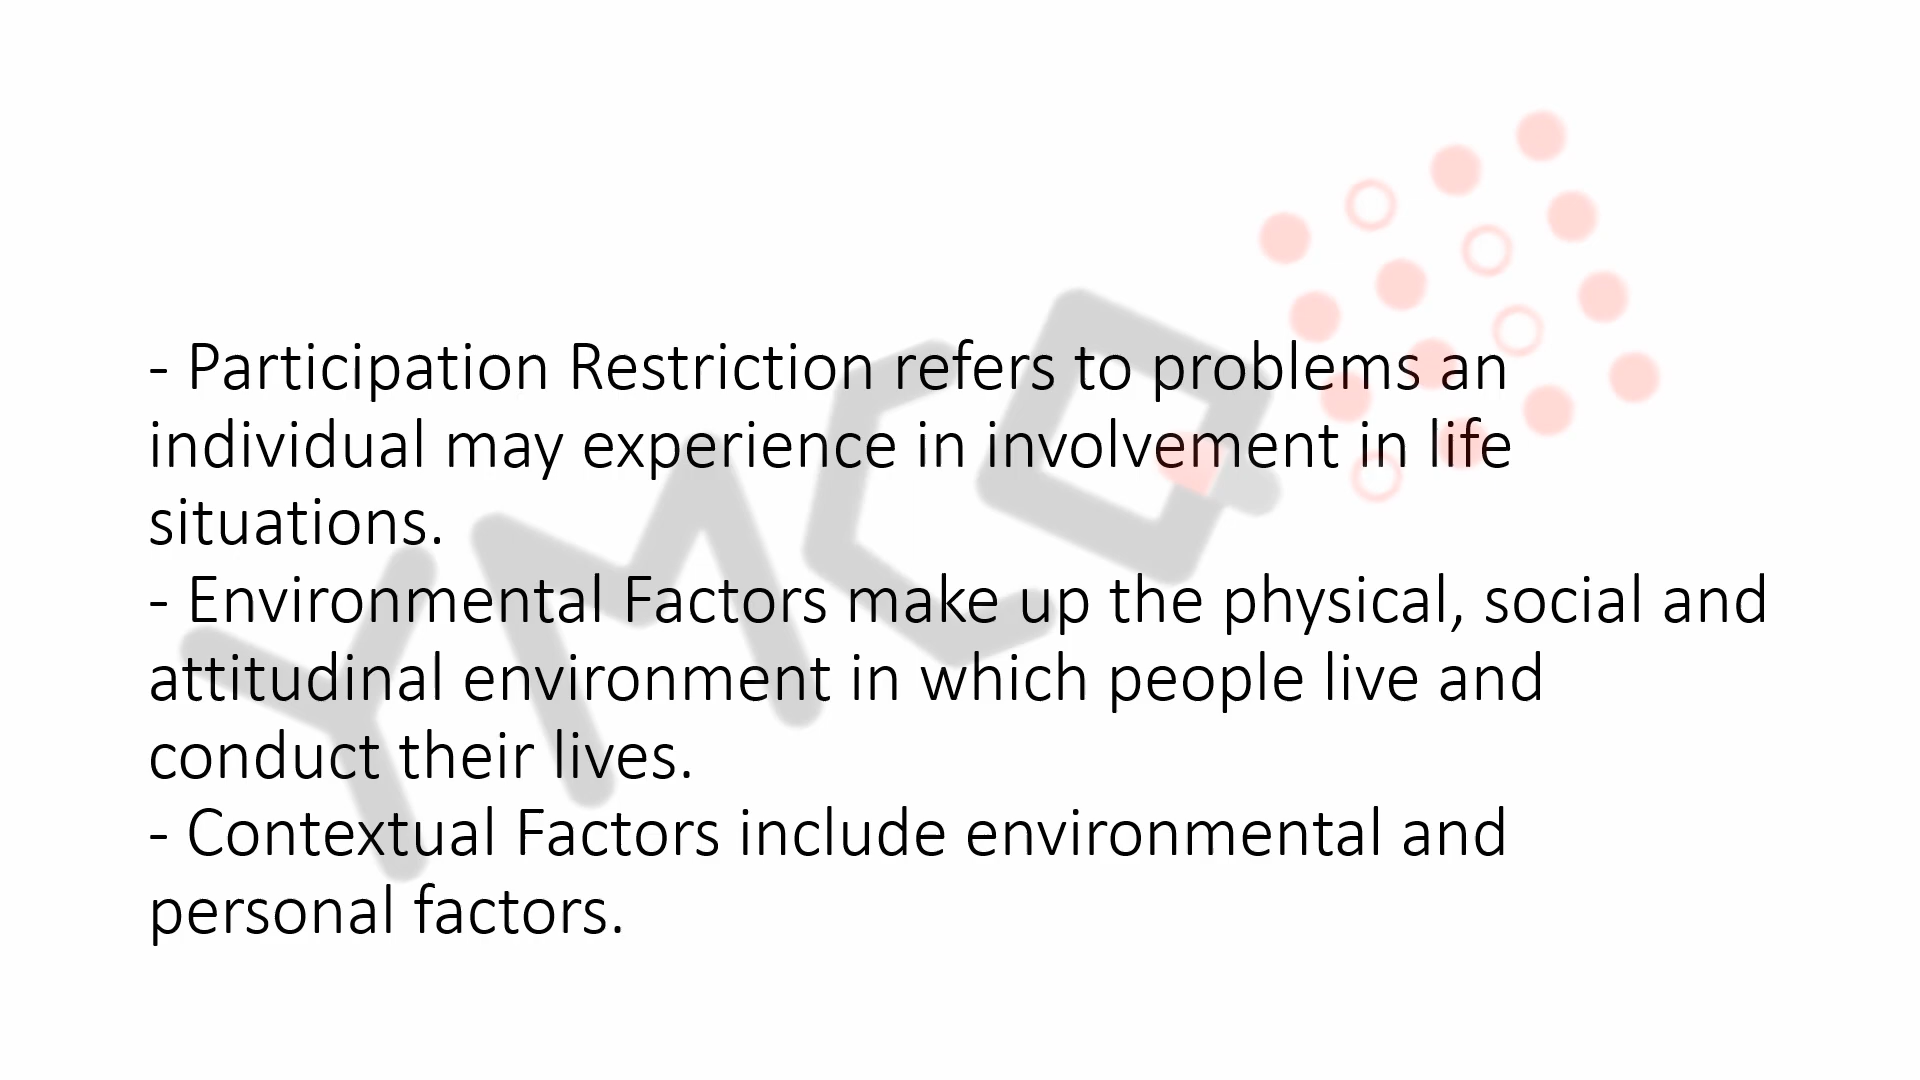 - Participation Restriction refers to problems an
individual may experience in involvement in life
situations.
- Environmental Factors make up the physical, social and
attitudinal environment in which people live and
conduct their lives.
- Contextual Factors include environmental and
personal factors.
YMCQ